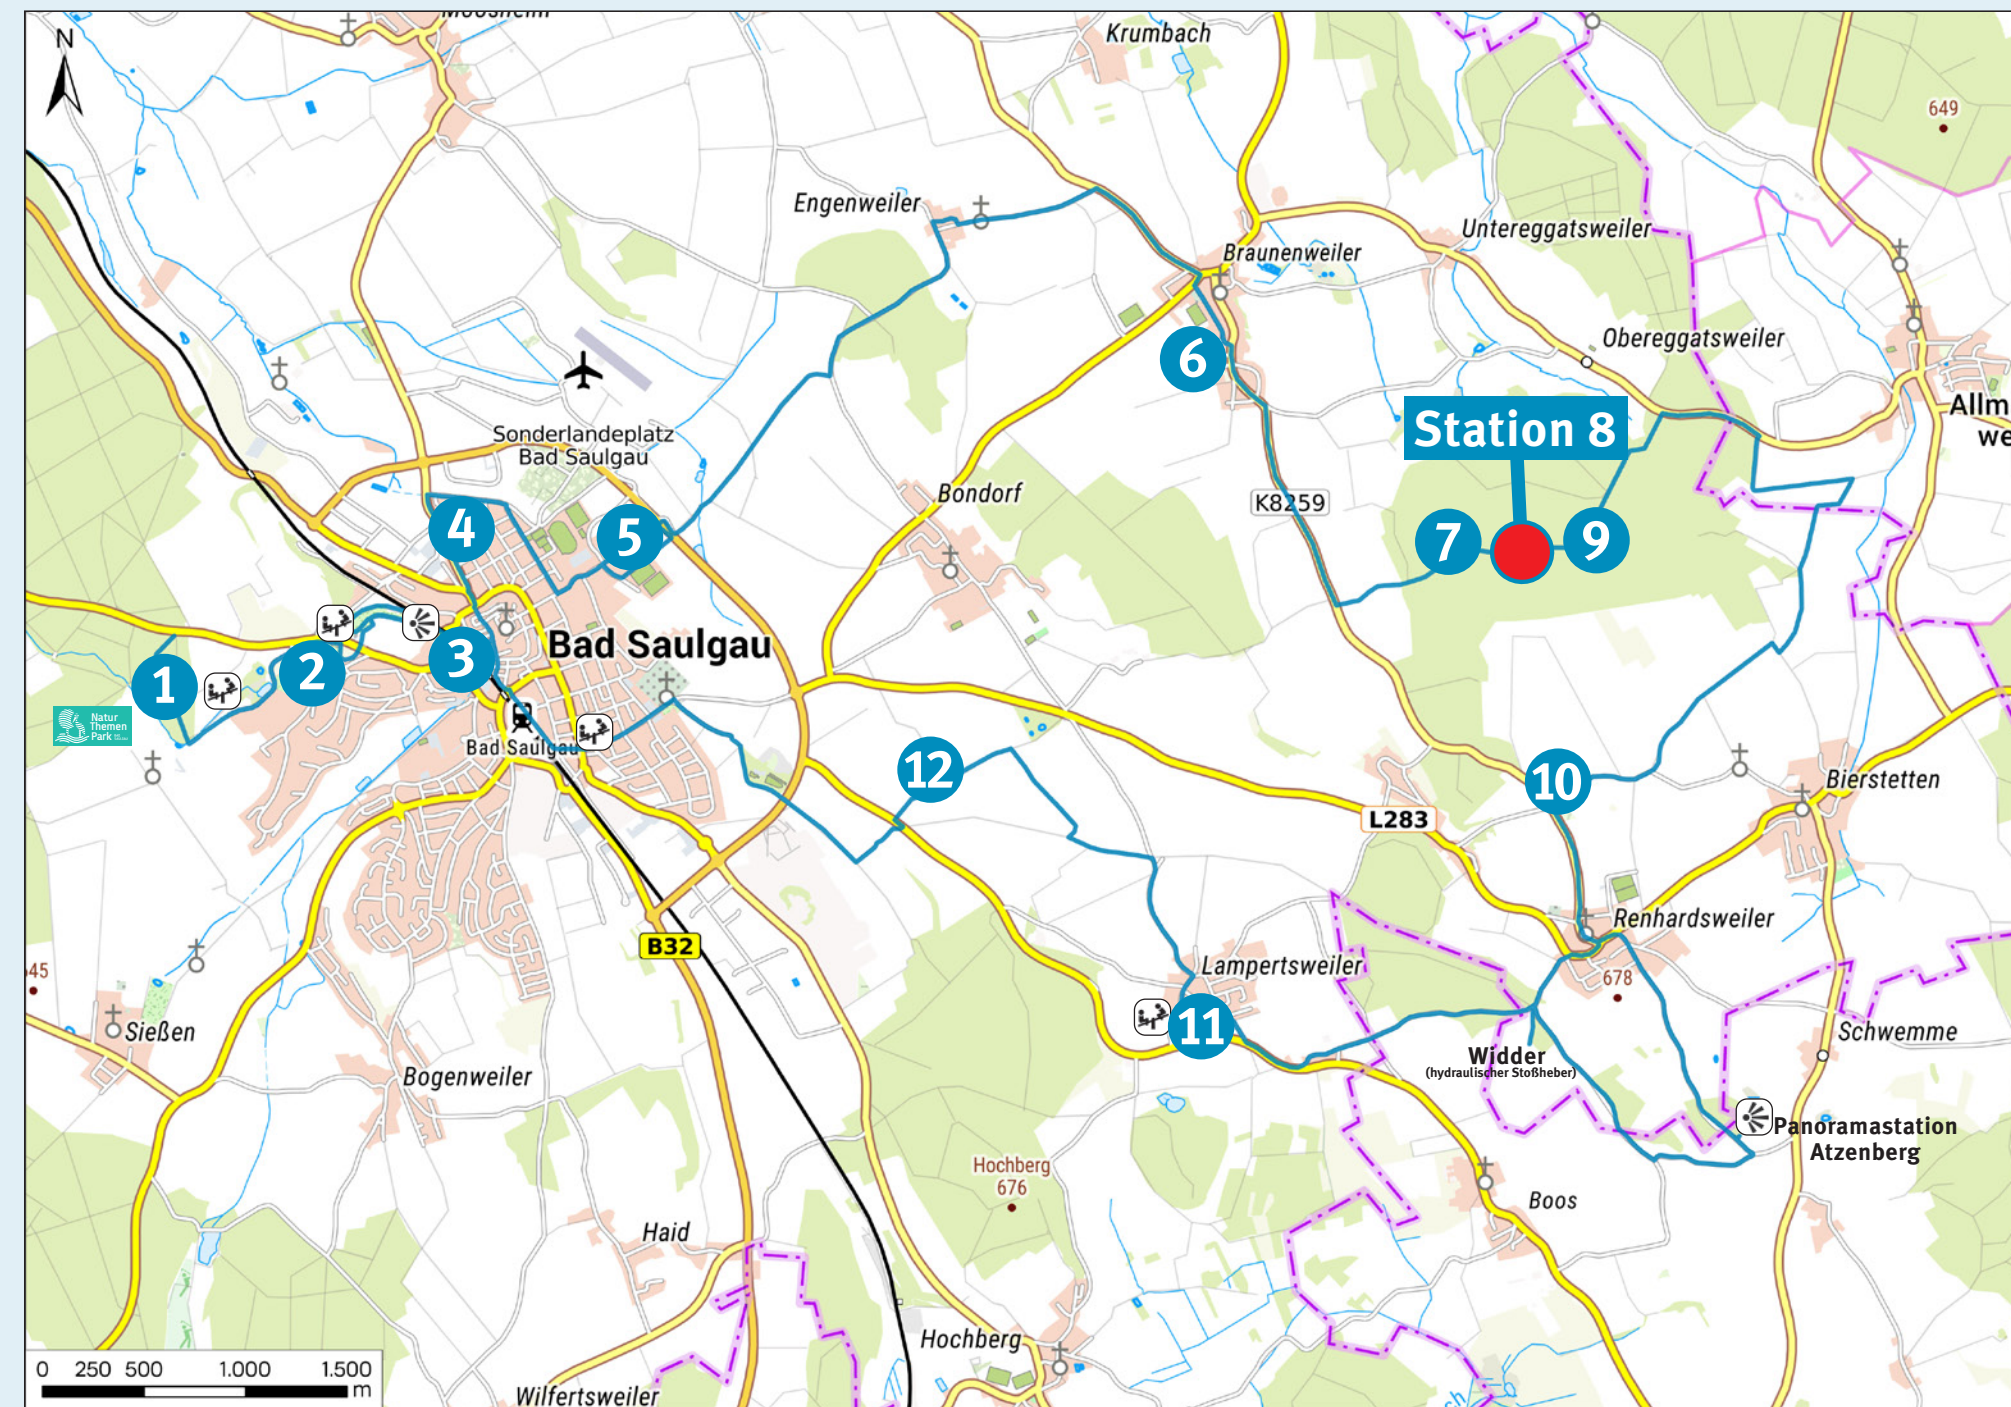 Moosheim
Krumbach
N
649
Engenweiler
Untereggatsweiler
Braunenweiler
Obereggatsweiler
6
Allm
we
Station 8
Sonderlandeplatz
Bad Saulgau
Bondorf
K8259
4
5
7
9
Bad Saulgau
3
2
1
Natur
Themen
Park
Bad Saulgau
12
10
Bierstetten
L283
Renhardsweiler
B32
Lampertsweiler
678
645
11
Sießen
Schwemme
Widder
(hydraulischer Stoßheber)
Bogenweiler
Panoramastation
Atzenberg
Hochberg
676
Boos
Haid
Hochberg
0 250 500 1.000 1.500
m
Wilfertsweiler